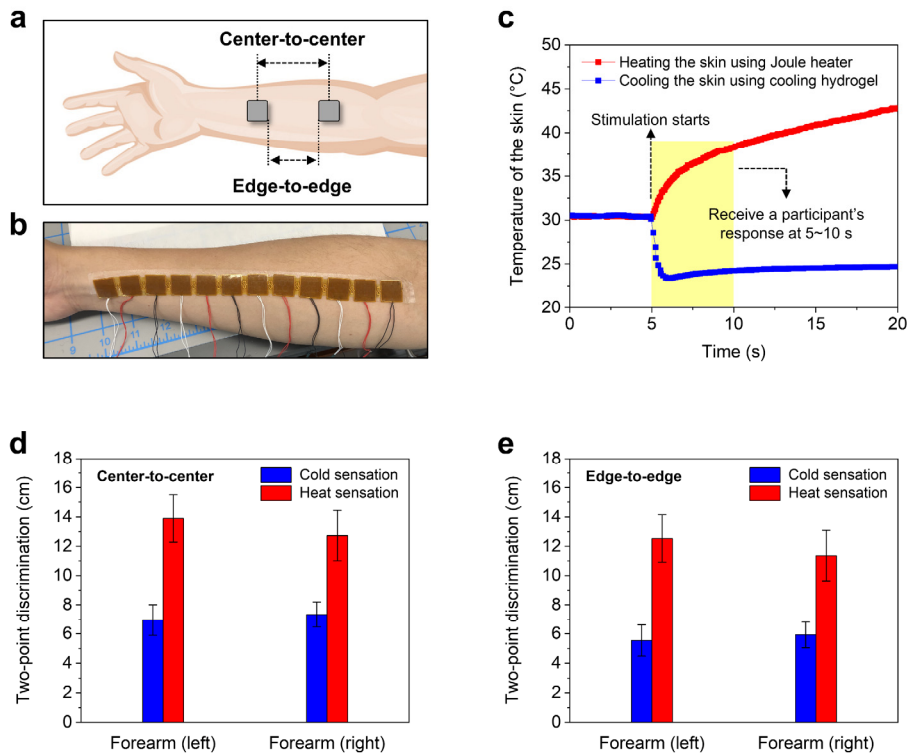 a
Center-to-center
Edge-to-edge
b
9
10
11
12
c
Temperature of the skin (°C)
50
45
40
35
30
25
20
Heating the skin using Joule heater
Cooling the skin using cooling hydrogel
Stimulation starts
Receive a participant's
response at 5~10 s
0
5
10
15
20
Time (s)
d
Two-point discrimination (cm)
18
16
14
12
10
8
6
4
2
0
Center-to-center
Cold sensation
Heat sensation
Forearm (left)
Forearm (right)
e
Two-point discrimination (cm)
18
16
14
12
10
8
6
4
2
0
Edge-to-edge
Cold sensation
Heat sensation
Forearm (left)
Forearm (right)